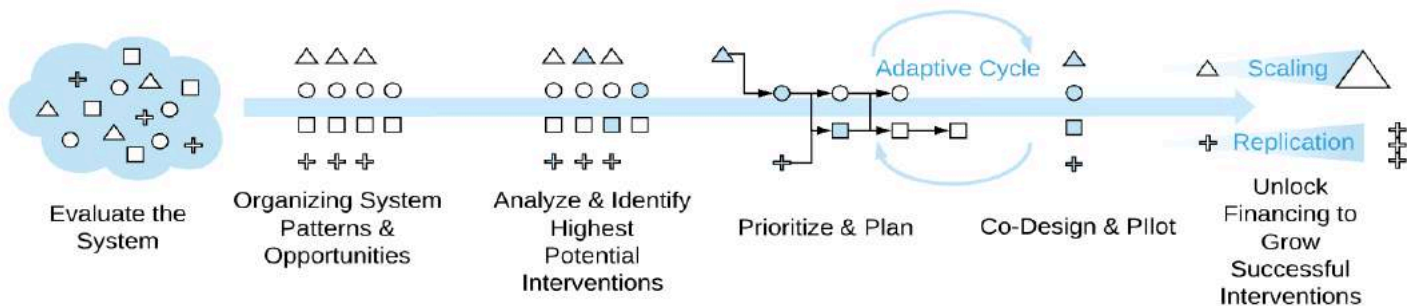 Evaluate the
System
Organizing System
Patterns &
Opportunities
Analyze & Identify
Highest
Potential
Interventions
Prioritize & Plan
Adaptive Cycle
Co-Design & PIlot
Scaling
Replication
Unlock
Financing to
Grow
Successful
Interventions